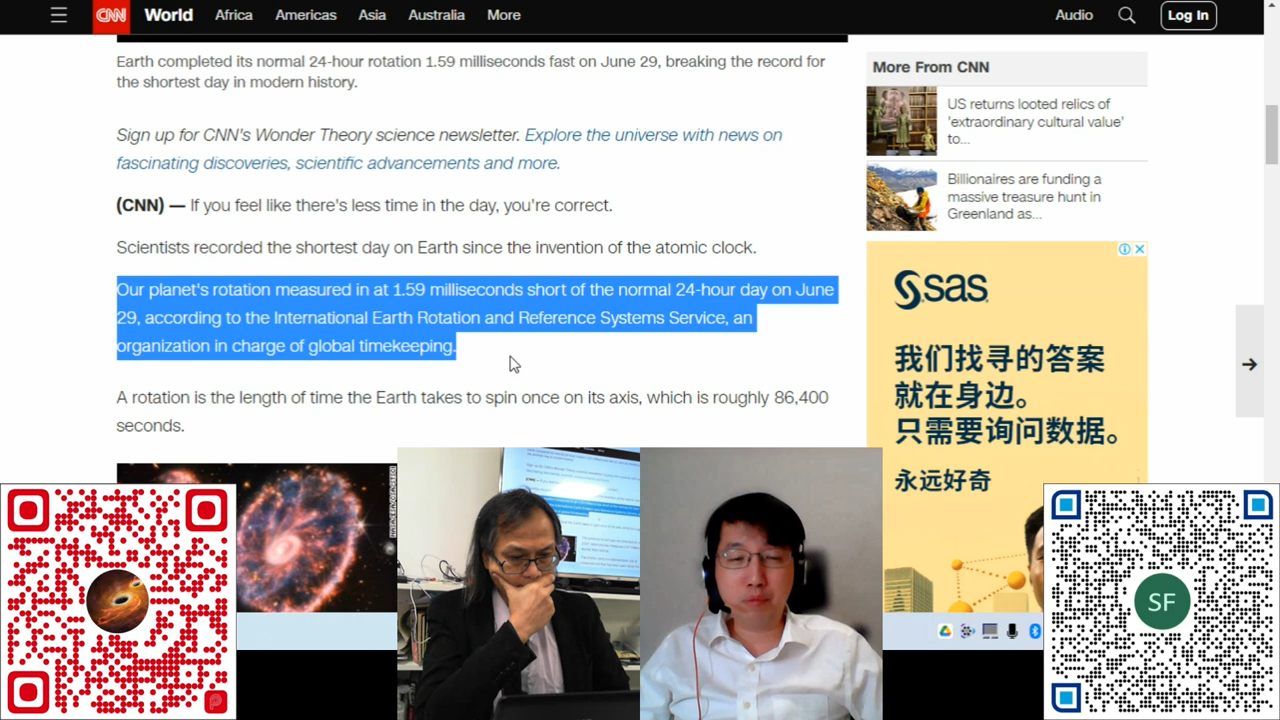 CNN World Africa Americas Asia Australia More Audio Log In
Earth completed its normal 24-hour rotation 1.59 milliseconds fast on June 29, breaking the record for
the shortest day in modern history.
Sign up for CNN's Wonder Theory science newsletter. Explore the universe with news on
fascinating discoveries, scientific advancements and more.
(CNN) — If you feel like there's less time in the day, you're correct.
Scientists recorded the shortest day on Earth since the invention of the atomic clock.
Our planet's rotation measured in at 1.59 milliseconds short of the normal 24-hour day on June
29, according to the International Earth Rotation and Reference Systems Service, an
organization in charge of global timekeeping.
A rotation is the length of time the Earth takes to spin once on its axis, which is roughly 86,400
seconds.
More From CNN
US returns looted relics of
'extraordinary cultural value'
to...
Billionaires are funding a
massive treasure hunt in
Greenland as...
sas
我们找寻的答案
就在身边。
只需要询问数据。
永远好奇
SF